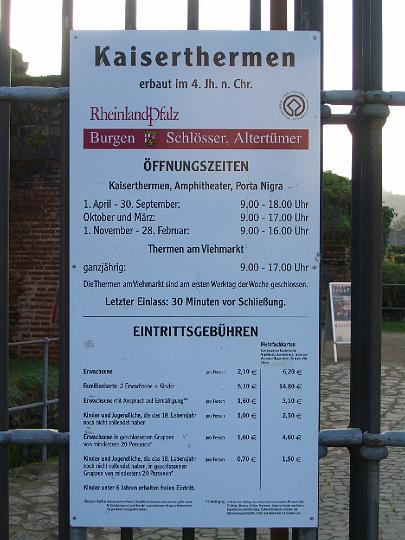 Kaiserthermen
erbaut im 4. Jh. n. Chr.
RheinlandPfalz
Burgen Schlösser, Altertümer
ÖFFNUNGSZEITEN
Kaiserthermen, Amphitheater, Porta Nigra
1. April - 30. September: 9.00 - 18.00 Uhr
Oktober und März: 9.00 - 17.00 Uhr
1. November - 28. Februar: 9.00 - 16.00 Uhr
Thermen am Viehmarkt
ganzjährig: 9.00 - 17.00 Uhr
Die Thermen am Viehmarkt sind am ersten Werktag der Woche geschlossen.
Letzter Einlass: 30 Minuten vor Schließung.
EINTRITTSGEBÜHREN
Mehrfachkarten
Erwachsene pro Person 2,10 € 6,20 €
Familienkarte 2 Erwachsene + Kinder 5,10 € 14,80 €
Erwachsene mit Anspruch auf Ermäßigung** pro Person 1,60 € 3,10 €
Kinder und Jugendliche, die das 18. Lebensjahr pro Person 1,00 € 2,50 €
noch nicht vollendet haben
Erwachsene in geschlossenen Gruppen pro Person 1,60 € 4,60 €
von mindestens 20 Personen*
Kinder und Jugendliche, die das 18. Lebensjahr pro Person 0,70 € 1,50 €
noch nicht vollendet haben, in geschlossenen
Gruppen von mindestens 20 Personen*
Kinder unter 6 Jahren erhalten freien Eintritt.